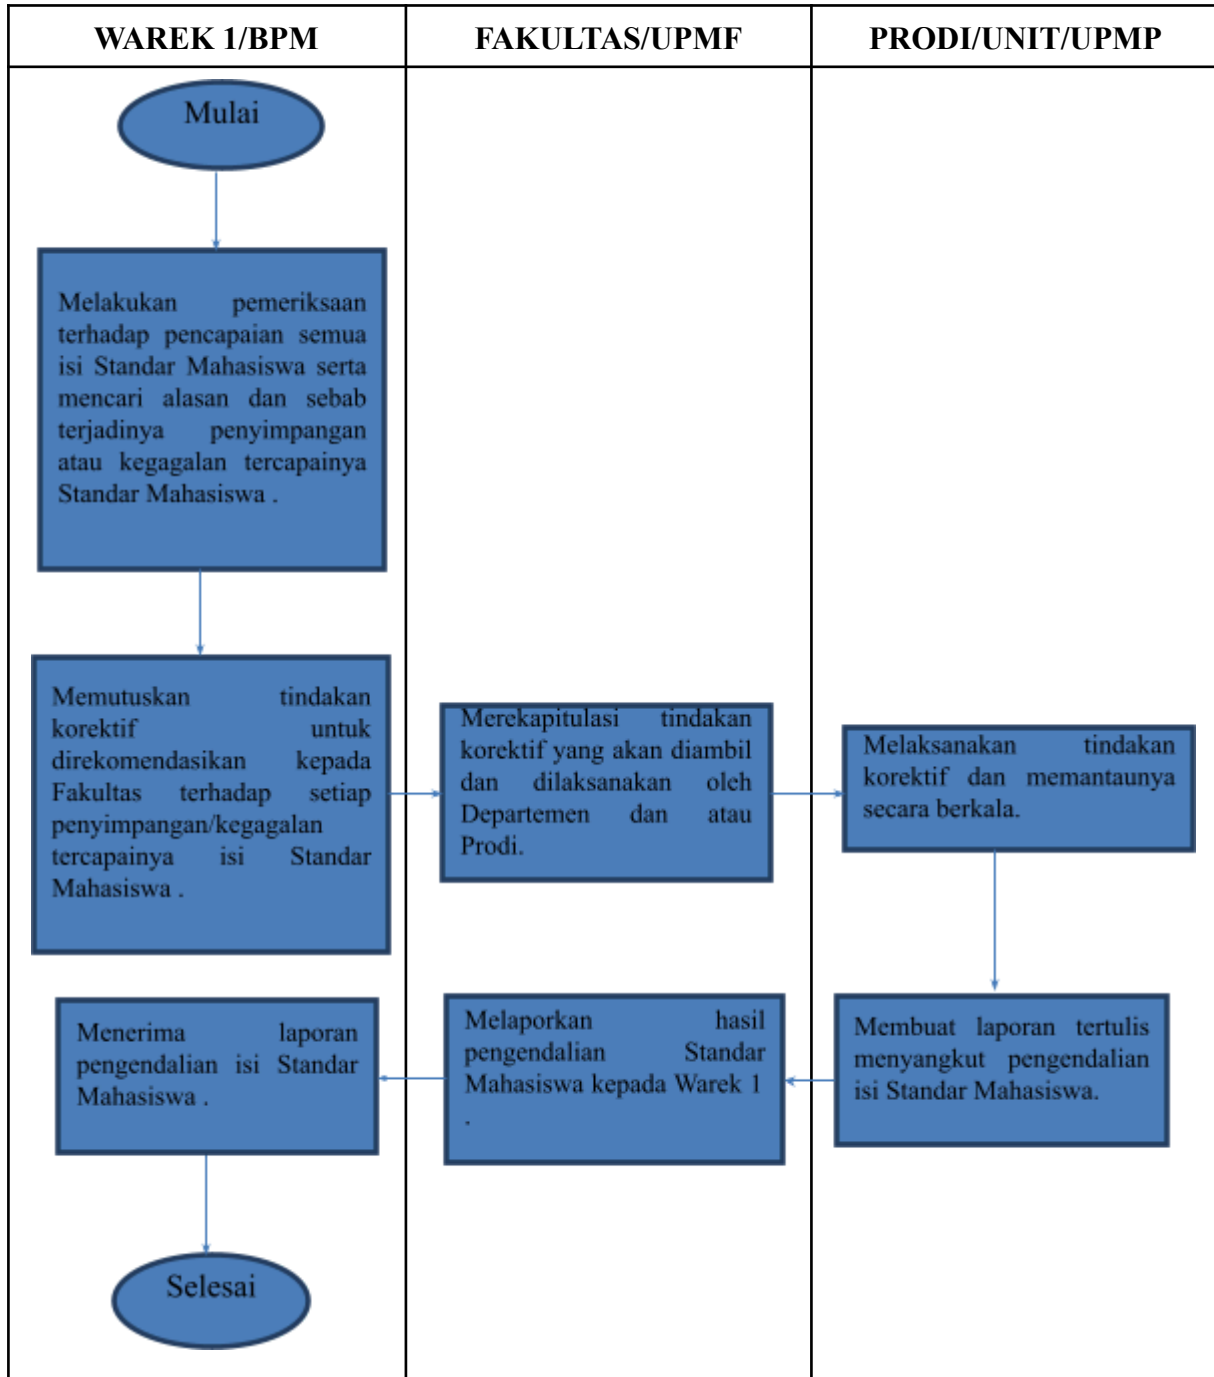 WAREK 1/BPM
FAKULTAS/UPMF
PRODI/UNIT/UPMP
Mulai
Melakukan pemeriksaan
terhadap pencapaian semua
isi Standar Mahasiswa serta
mencari alasan dan sebab
terjadinya penyimpangan
atau kegagalan tercapainya
Standar Mahasiswa .
Memutuskan tindakan
korektif untuk
direkomendasikan kepada
Fakultas terhadap setiap
penyimpangan/kegagalan
tercapainya isi Standar
Mahasiswa .
Merekapitulasi tindakan
korektif yang akan diambil
dan dilaksanakan oleh
Departemen dan atau
Prodi.
Melaksanakan tindakan
korektif dan memantaunya
secara berkala.
Membuat laporan tertulis
menyangkut pengendalian
isi Standar Mahasiswa.
Melaporkan hasil
pengendalian Standar
Mahasiswa kepada Warek 1
.
Menerima laporan
pengendalian isi Standar
Mahasiswa .
Selesai